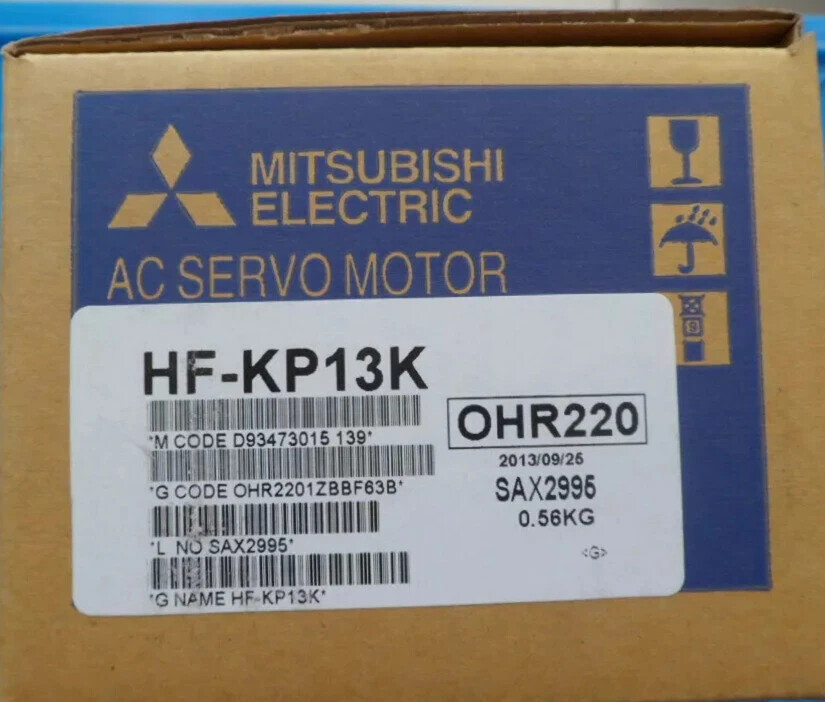 MITSUBISHI
ELECTRIC
AC SERVO MOTOR
9
HF-KP13K
*M CODE D93473015 139*
*G CODE OHR2201ZBBF63B*
*L NO SAX2995*
*G NAME HF-KP13K*
OHR220
2013/09/25
SAX2995
0.56KG
<G>